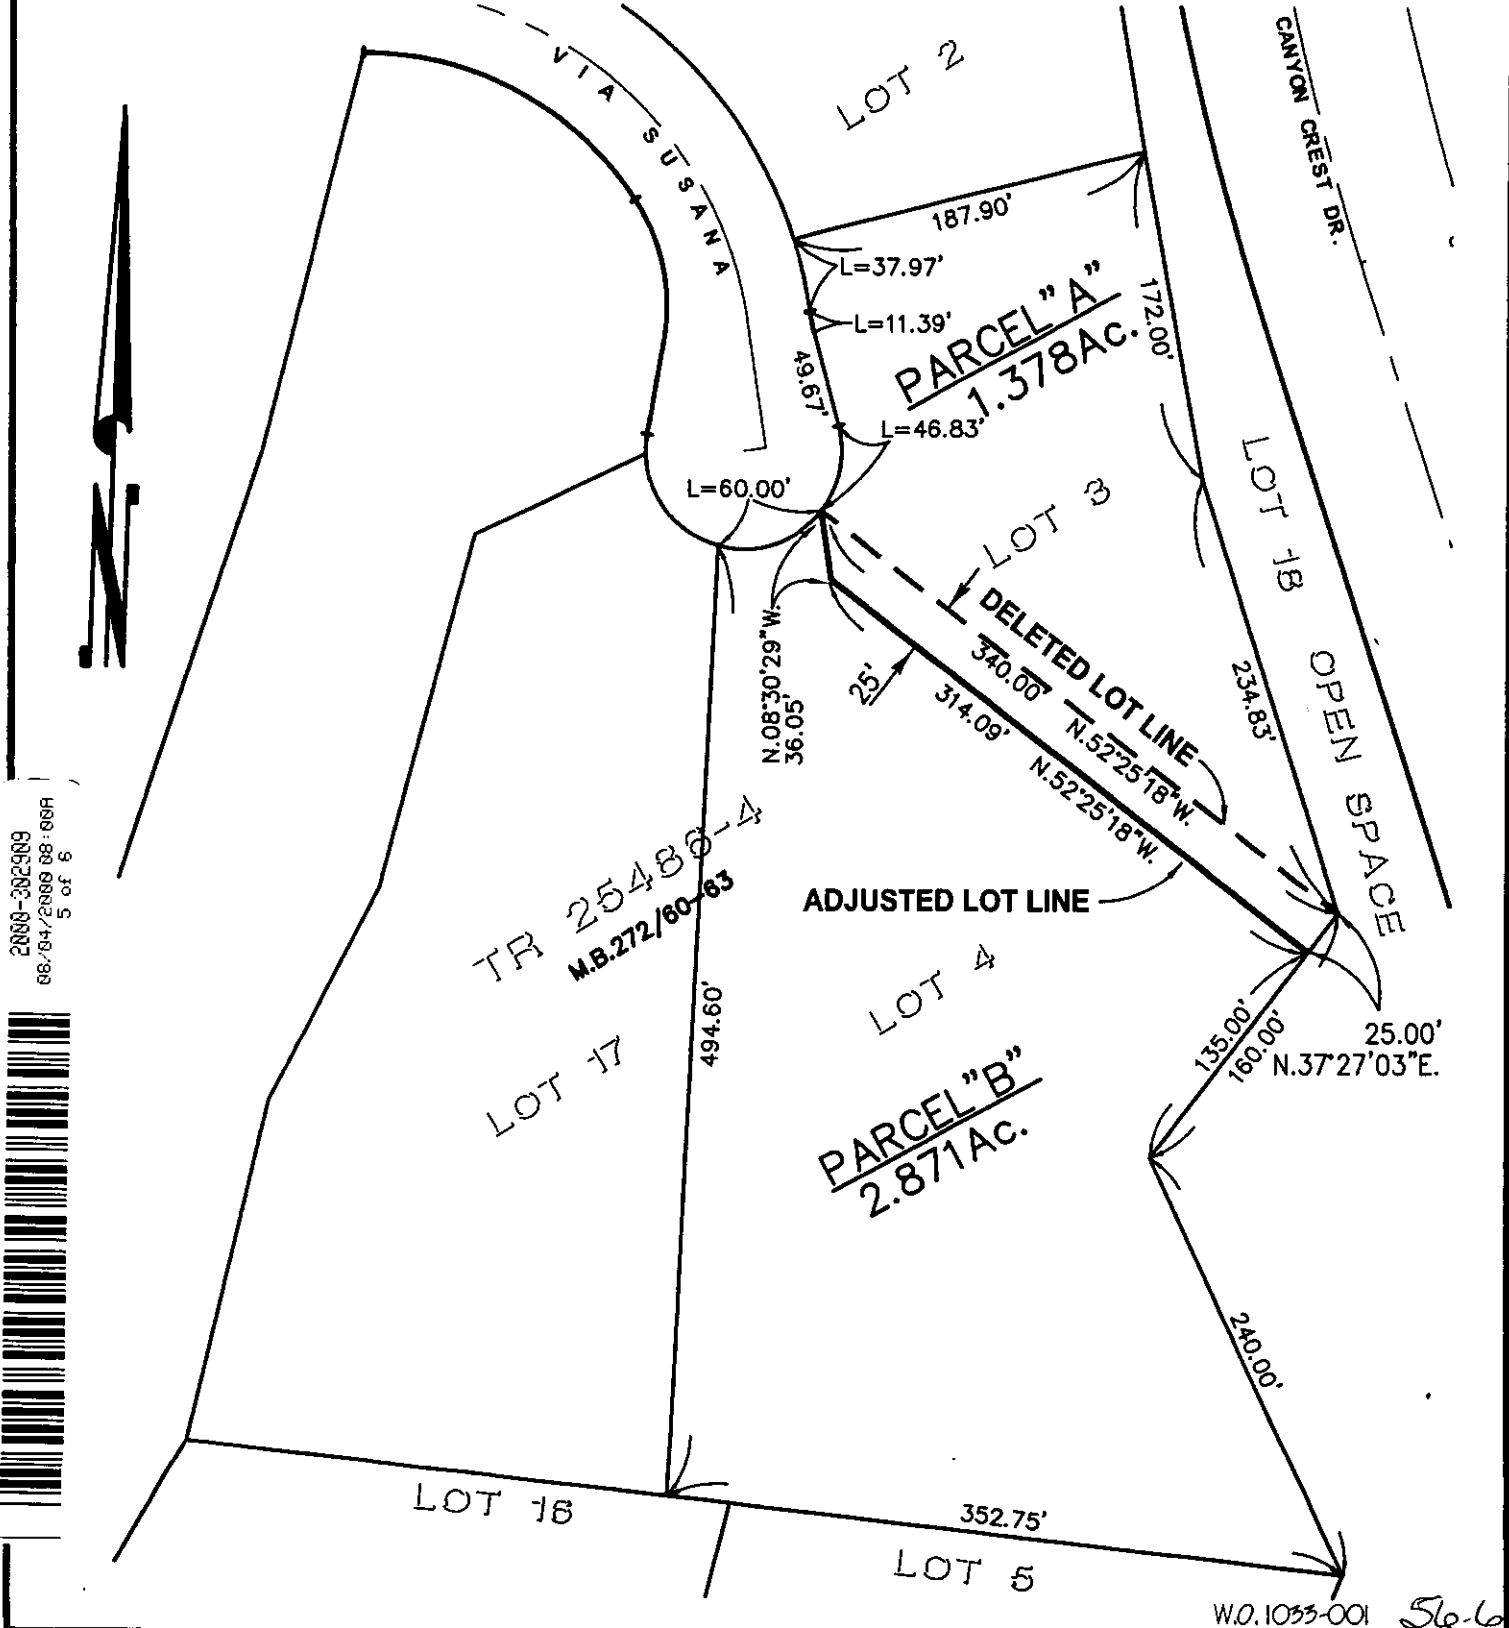 VIA SUSANA
LOT 2
CANYON CREST DR.
187.90'
L=37.97'
L=11.39'
PARCEL "A"
1.378Ac.
172.00'
49.67'
L=46.83'
L=60.00'
LOT 3
LOT 18 OPEN SPACE
DELETED LOT LINE
340.00'
N.52°25'18"W.
234.83'
N.08°30'29"W.
36.05'
25'
314.09'
N.52°25'18"W.
TR 25486-4
M.B.272/60-63
ADJUSTED LOT LINE
2000-302909
08/04/2000 08:00A
5 of 6
LOT 4
494.60'
LOT 17
135.00'
160.00'
25.00'
N.37°27'03"E.
PARCEL "B"
2.871Ac.
240.00'
LOT 16
352.75'
LOT 5
W.O.1033-001